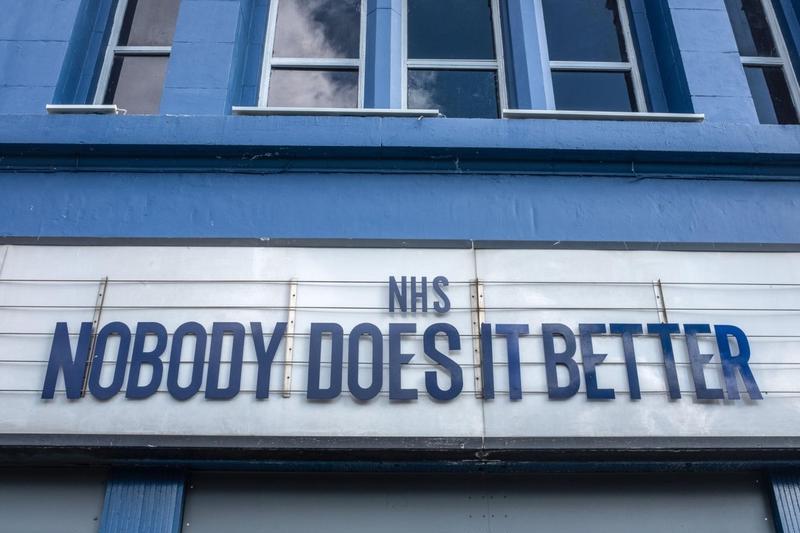 NHS
NOBODY DOES IT BETTER